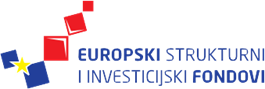 EUROPSKI STRUKTURNI
I INVESTICIJSKI FONDOVI